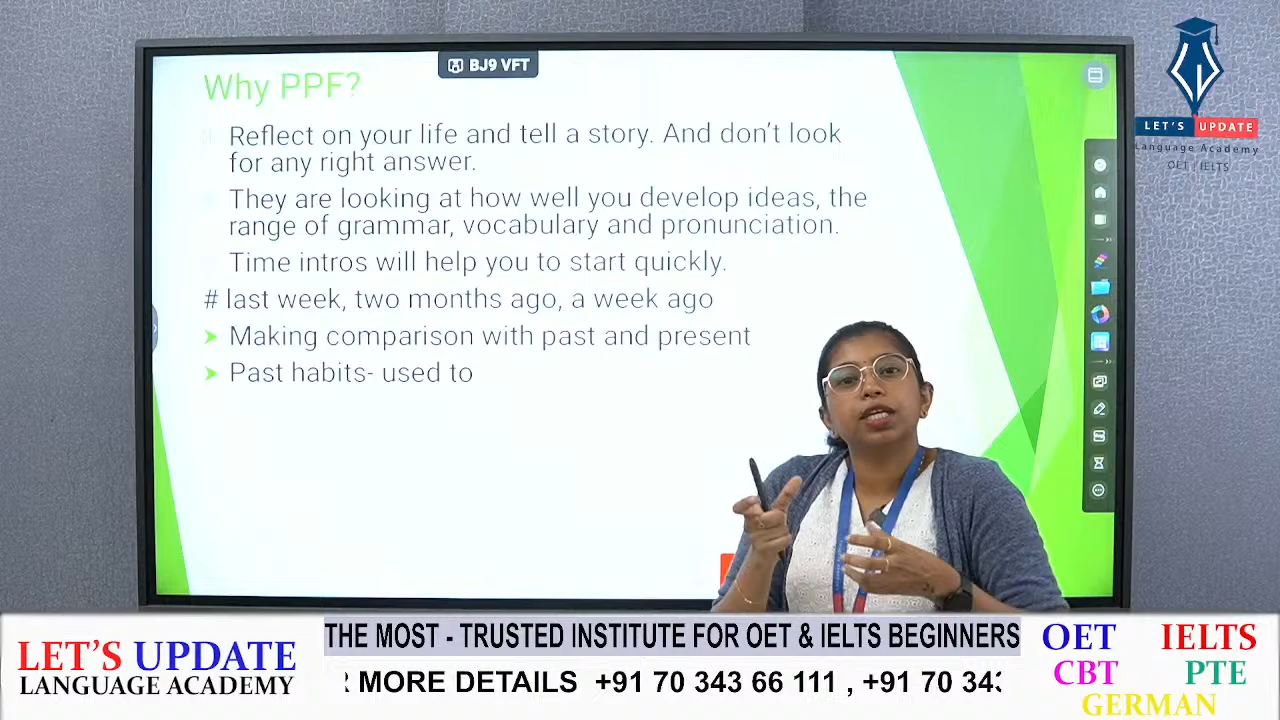 BJ9 VFT
Why PPF?
Reflect on your life and tell a story. And don't look
for any right answer.
They are looking at how well you develop ideas, the
range of grammar, vocabulary and pronunciation.
Time intros will help you to start quickly.
# last week, two months ago, a week ago
Making comparison with past and present
Past habits- used to
LET'S UPDATE
Language Academy
OET | IELTS
LET'S UPDATE
LANGUAGE ACADEMY
THE MOST - TRUSTED INSTITUTE FOR OET & IELTS BEGINNERS
R MORE DETAILS +91 70 343 66 111 , +91 70 343
OET IELTS
CBT PTE
GERMAN